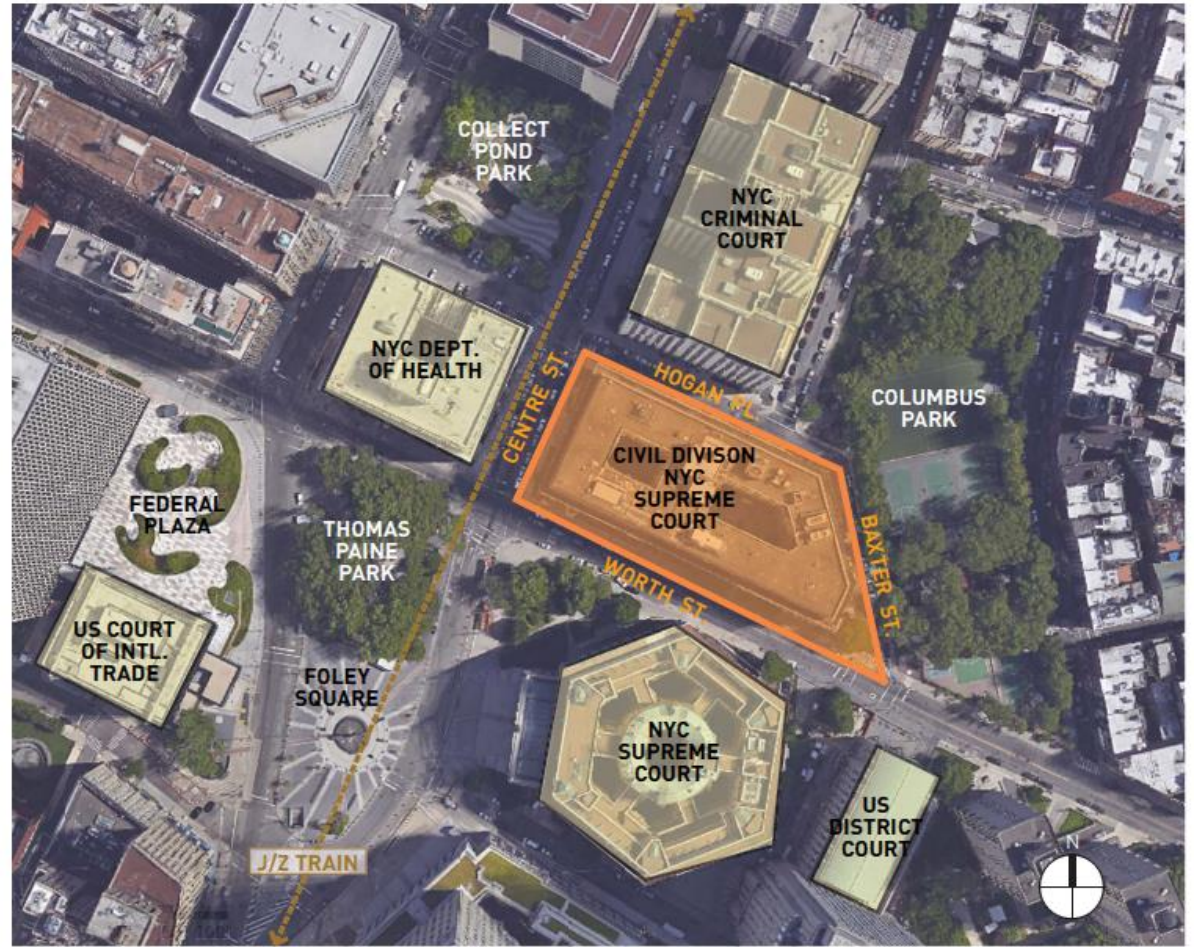 COLLECT
POND
PARK
NYC
CRIMINAL
COURT
NYC DEPT.
OF HEALTH
CENTRE ST.
HOGAN PL.
COLUMBUS
PARK
CIVIL DIVISON
NYC
SUPREME
COURT
FEDERAL
PLAZA
THOMAS
PAINE
PARK
BAXTER ST.
WORTH ST.
US COURT
OF INTL.
TRADE
FOLEY
SQUARE
NYC
SUPREME
COURT
US
DISTRICT
COURT
J/Z TRAIN
N